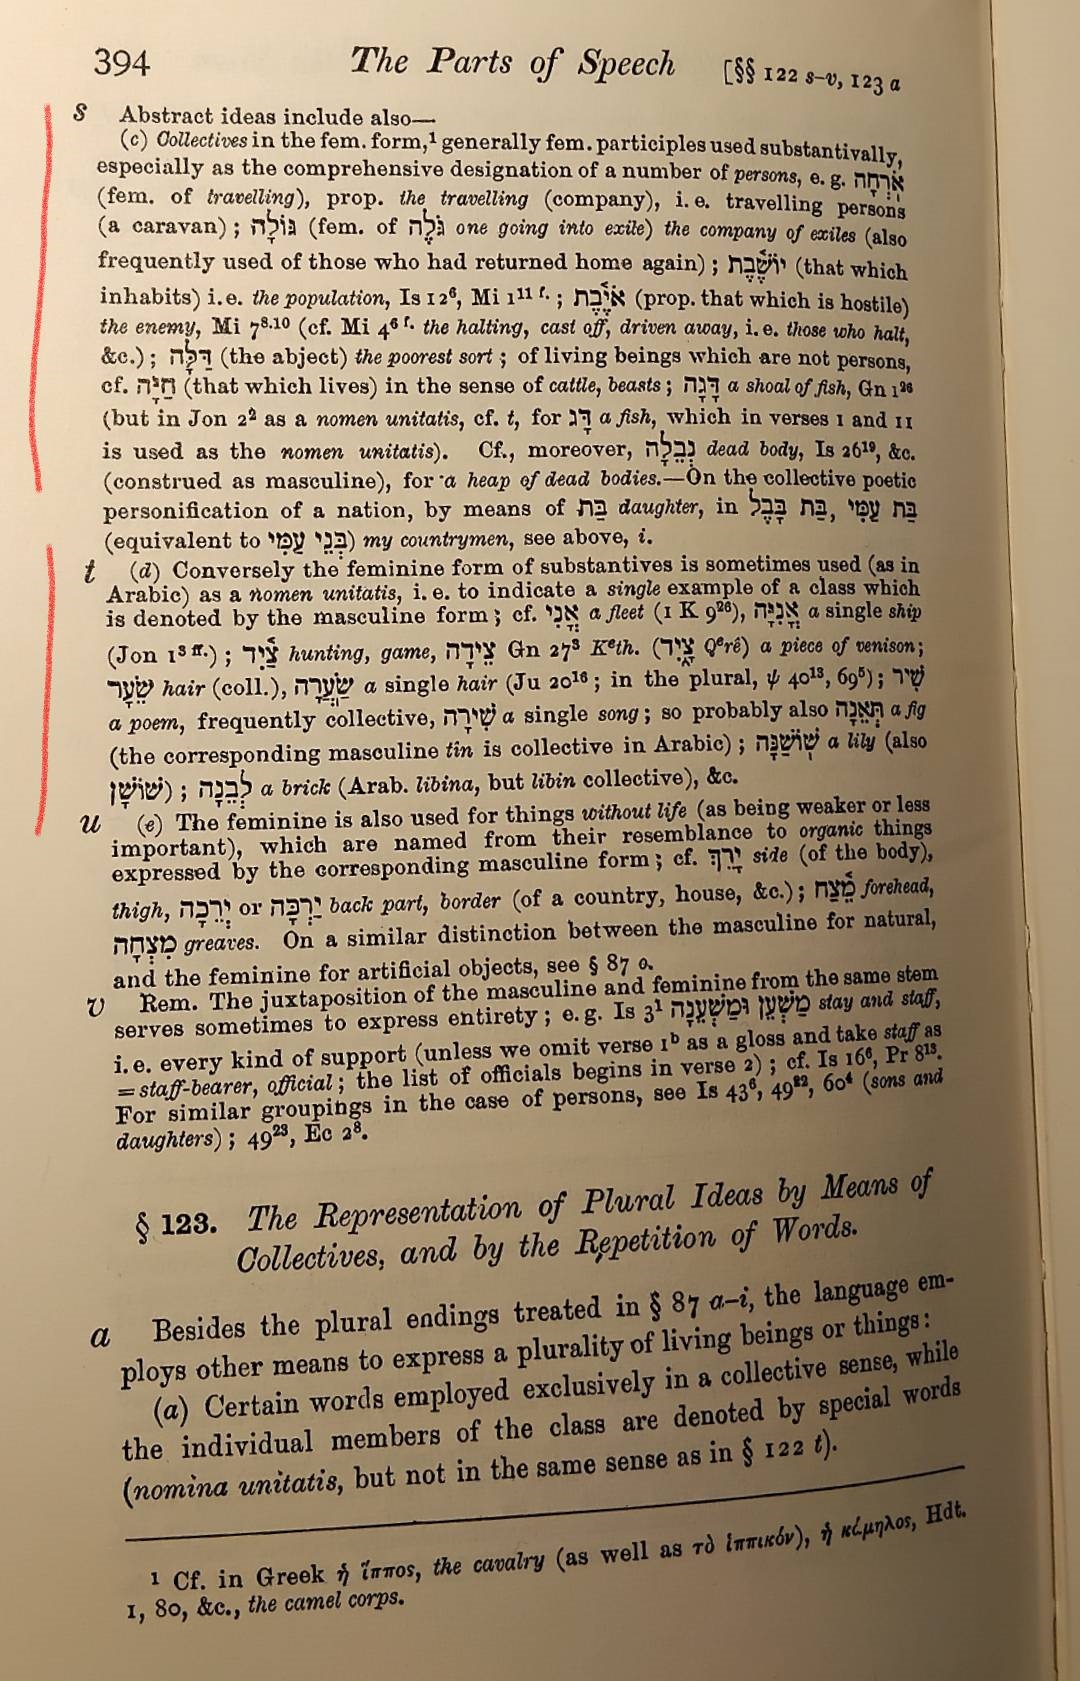 394 The Parts of Speech [§§ 122 s–v, 123 a
s Abstract ideas include also—
(c) Collectives in the fem. form,¹ generally fem. participles used substantivally,
especially as the comprehensive designation of a number of persons, e. g. אֹֽרְחָה
(fem. of travelling), prop. the travelling (company), i. e. travelling persons
(a caravan) ; גּוֹלָה (fem. of גֹּלֶה one going into exile) the company of exiles (also
frequently used of those who had returned home again) ; יוֹשֶׁ֫בֶת (that which
inhabits) i. e. the population, Is 12⁶, Mi 1¹¹ f. ; אֹיֶ֫בֶת (prop. that which is hostile)
the enemy, Mi 7⁸·¹⁰ (cf. Mi 4⁶ f. the halting, cast off, driven away, i. e. those who halt,
&c.) ; דַּלָּה (the abject) the poorest sort ; of living beings which are not persons,
cf. חַיָּה (that which lives) in the sense of cattle, beasts ; דָּגָה a shoal of fish, Gn 1²⁶
(but in Jon 2² as a nomen unitatis, cf. t, for דָּג a fish, which in verses 1 and 11
is used as the nomen unitatis). Cf., moreover, נְבֵלָה dead body, Is 26¹⁹, &c.
(construed as masculine), for a heap of dead bodies.—On the collective poetic
personification of a nation, by means of בַּת daughter, in בַּת בָּבֶל, בַּת עַמִּי
(equivalent to בְּנֵי עַמִּי) my countrymen, see above, i.
t (d) Conversely the feminine form of substantives is sometimes used (as in
Arabic) as a nomen unitatis, i. e. to indicate a single example of a class which
is denoted by the masculine form ; cf. אֳנִי a fleet (1 K 9²⁶), אֳנִיָּה a single ship
(Jon 1³ ff.) ; צַ֫יִד hunting, game, צֵידָה Gn 27³ Kᵉth. (צָ֑יִד Qᵉrê) a piece of venison ;
שֵׂעָר hair (coll.), שַֽׂעֲרָה a single hair (Ju 20¹⁶ ; in the plural, ψ 40¹³, 69⁵) ; שִׁיר
a poem, frequently collective, שִׁירָה a single song ; so probably also תְּאֵנָה a fig
(the corresponding masculine tîn is collective in Arabic) ; שֽׁוֹשַׁנָּה a lily (also
שׁוּשָׁן) ; לְבֵנָה a brick (Arab. libina, but libin collective), &c.
u (e) The feminine is also used for things without life (as being weaker or less
important), which are named from their resemblance to organic things
expressed by the corresponding masculine form ; cf. יָרֵךְ side (of the body),
thigh, יְרֵכָה or יַרְכָּה back part, border (of a country, house, &c.) ; מֵ֫צַח forehead,
מִצְחָה greaves. On a similar distinction between the masculine for natural,
and the feminine for artificial objects, see § 87 o.
v Rem. The juxtaposition of the masculine and feminine from the same stem
serves sometimes to express entirety ; e. g. Is 3¹ מַשְׁעֵן וּמַשְׁעֵנָה stay and staff,
i. e. every kind of support (unless we omit verse 1ᵇ as a gloss and take staff as
= staff-bearer, official ; the list of officials begins in verse 2) ; cf. Is 16⁶, Pr 8¹³.
For similar groupings in the case of persons, see Is 43⁶, 49²², 60⁴ (sons and
daughters) ; 49²³, Ec 2⁸.
§ 123. The Representation of Plural Ideas by Means of
Collectives, and by the Repetition of Words.
a Besides the plural endings treated in § 87 a–i, the language em-
ploys other means to express a plurality of living beings or things :
(a) Certain words employed exclusively in a collective sense, while
the individual members of the class are denoted by special words
(nomina unitatis, but not in the same sense as in § 122 t).
¹ Cf. in Greek ἡ ἵππος, the cavalry (as well as τὸ ἱππικόν), ἡ κάμηλος, Hdt.
1, 80, &c., the camel corps.